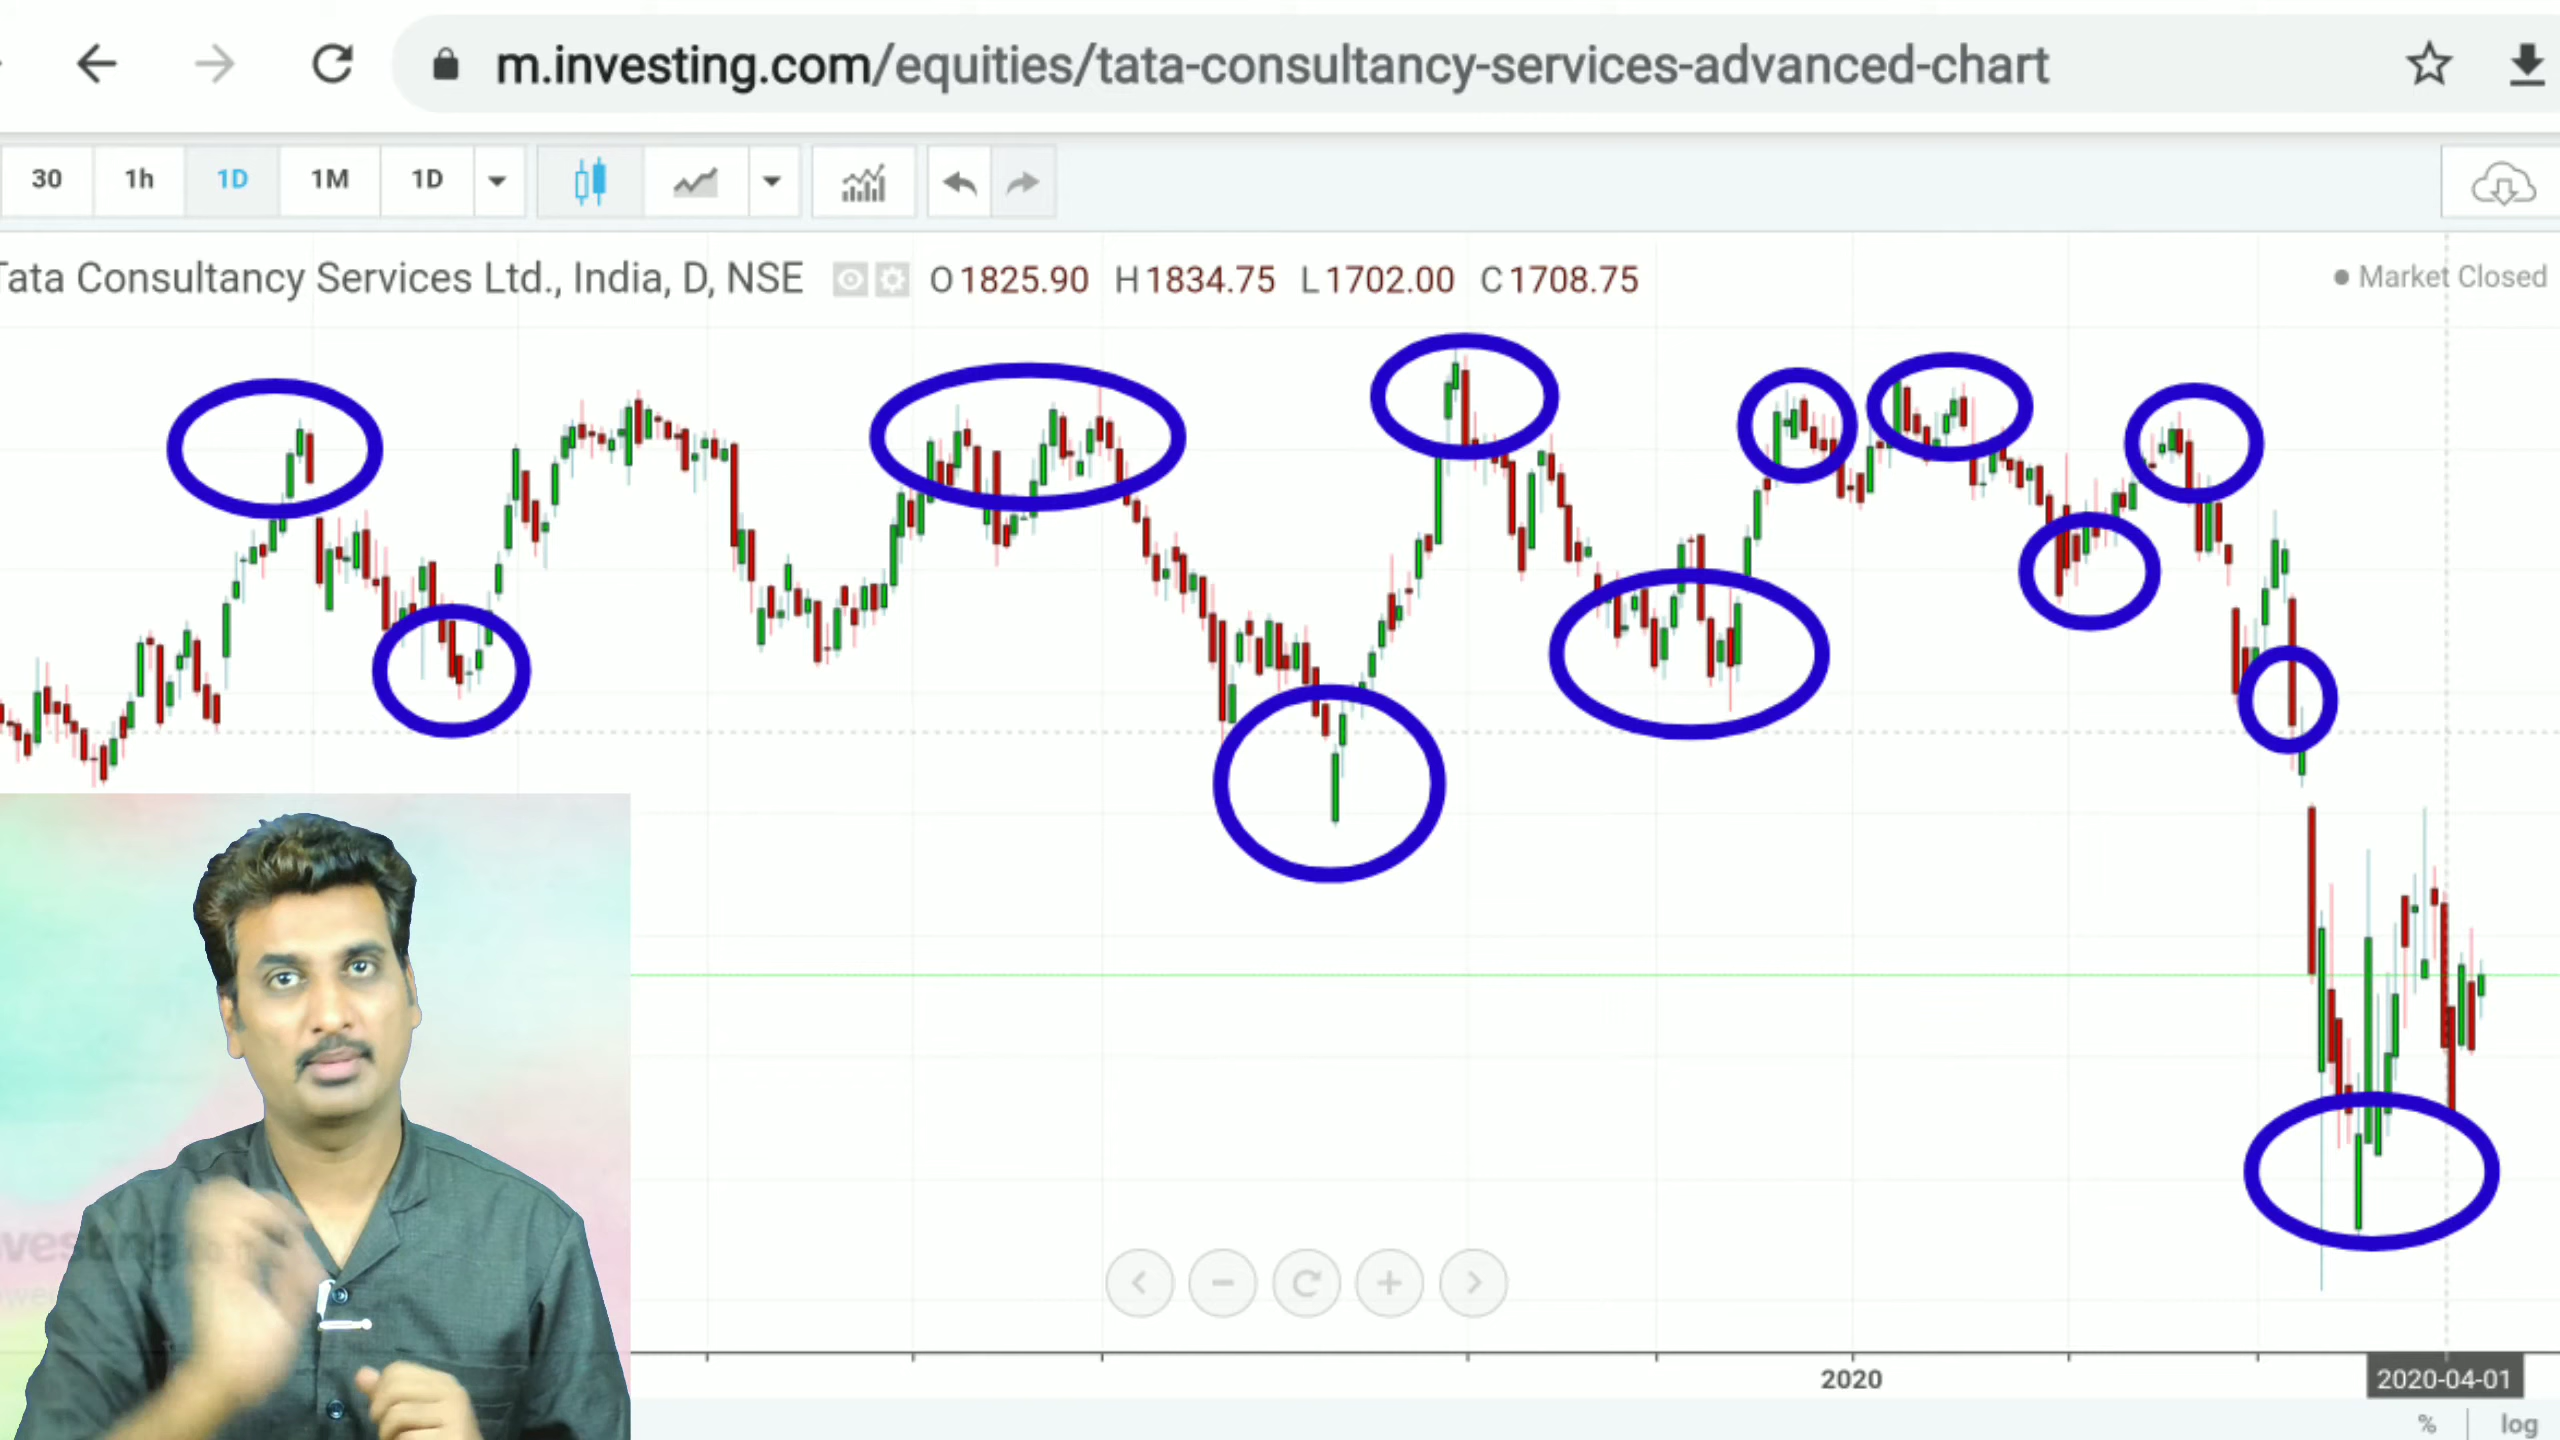 m.investing.com/equities/tata-consultancy-services-advanced-chart
30 1h 1D 1M 1D
Tata Consultancy Services Ltd., India, D, NSE O 1825.90 H 1834.75 L 1702.00 C 1708.75
Market Closed
2020 2020-04-01
% log